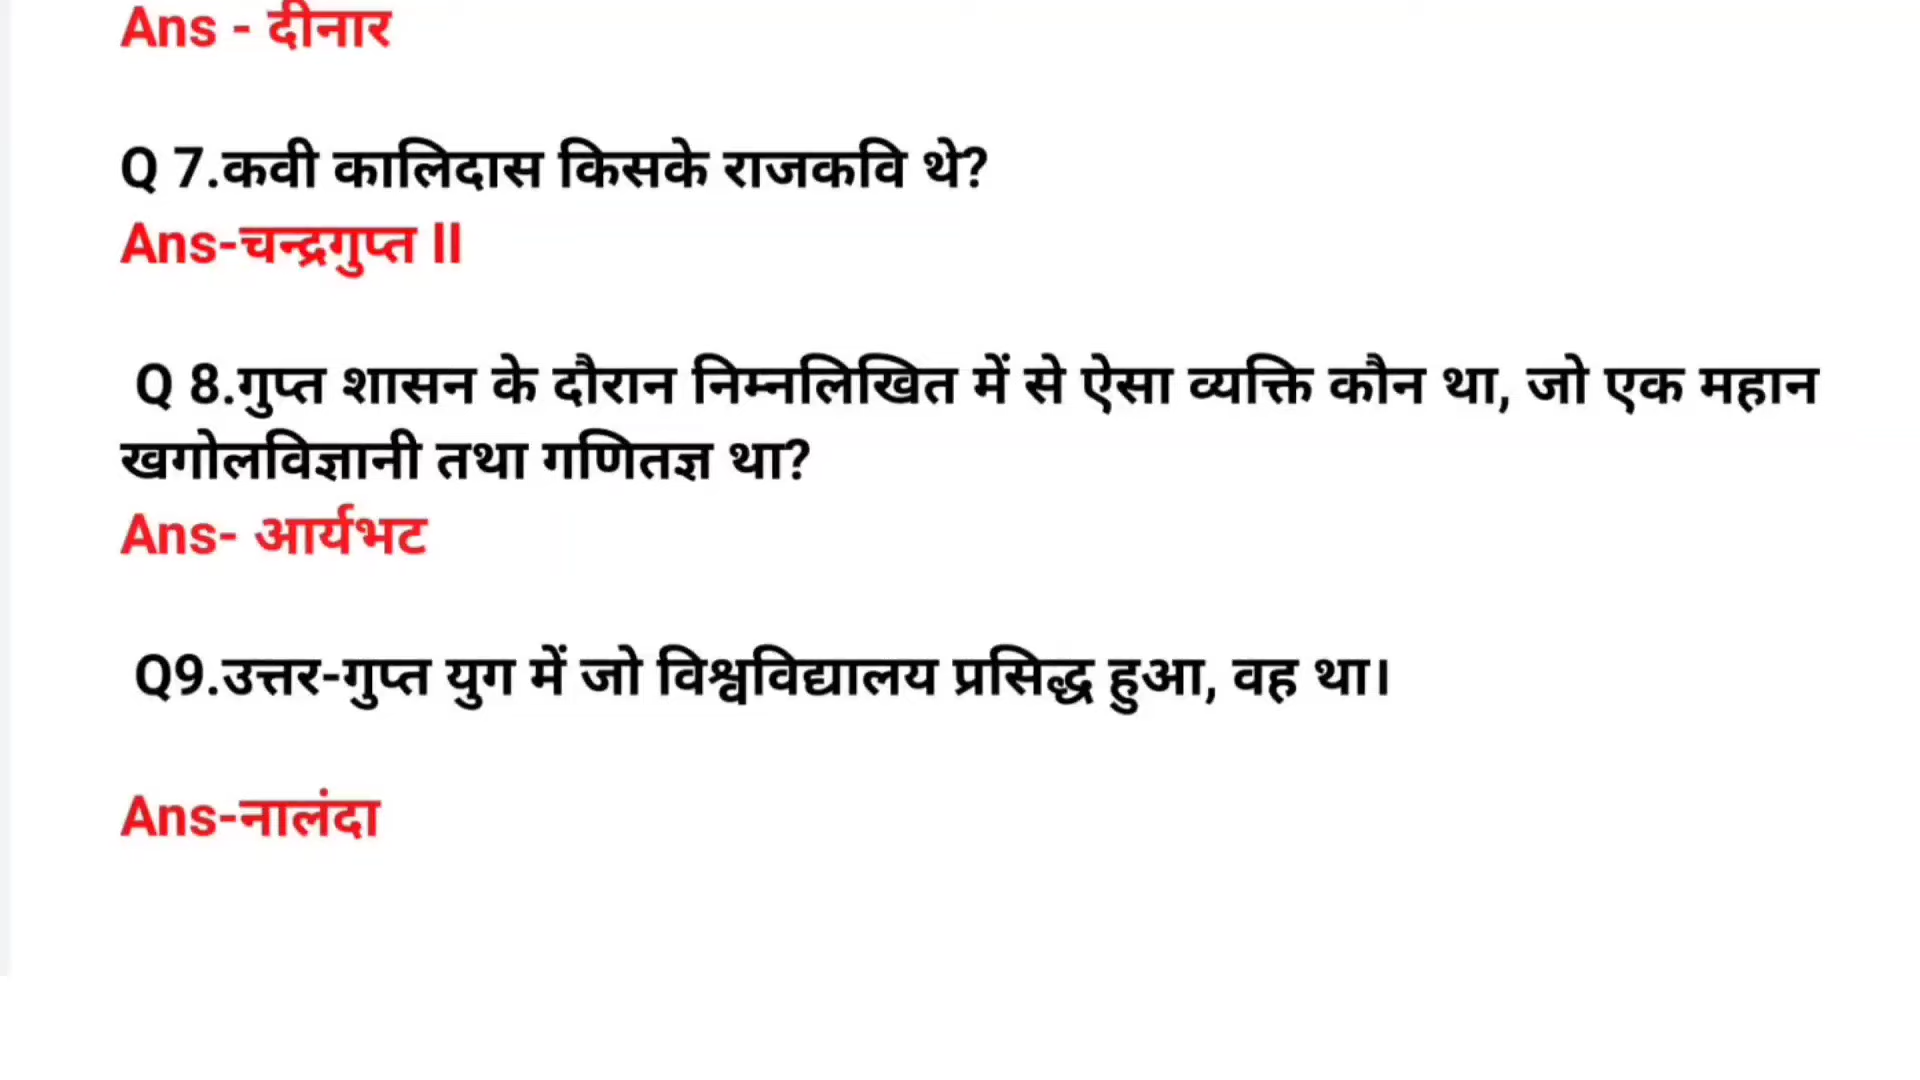 Ans - दीनार
Q 7.कवी कालिदास किसके राजकवि थे?
Ans-चन्द्रगुप्त II
Q 8.गुप्त शासन के दौरान निम्नलिखित में से ऐसा व्यक्ति कौन था, जो एक महान
खगोलविज्ञानी तथा गणितज्ञ था?
Ans- आर्यभट
Q9.उत्तर-गुप्त युग में जो विश्वविद्यालय प्रसिद्ध हुआ, वह था।
Ans-नालंदा